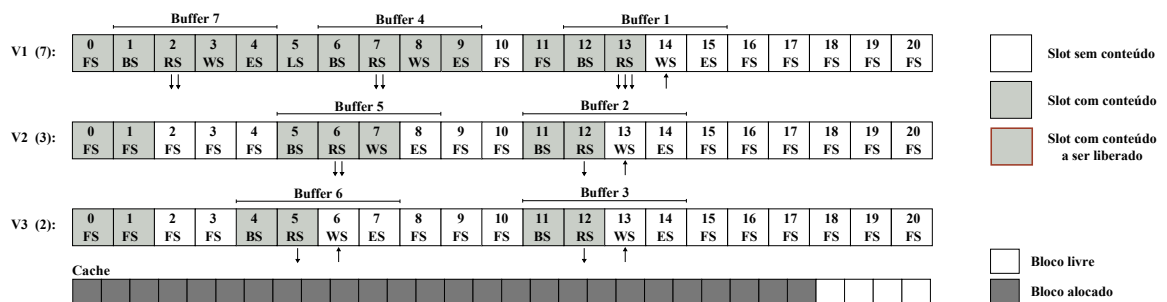 Buffer 7 Buffer 4 Buffer 1
V1 (7):
0 1 2 3 4 5 6 7 8 9 10 11 12 13 14 15 16 17 18 19 20
FS BS RS WS ES LS BS RS WS ES FS FS BS RS WS ES FS FS FS FS FS
Buffer 5 Buffer 2
V2 (3):
0 1 2 3 4 5 6 7 8 9 10 11 12 13 14 15 16 17 18 19 20
FS FS FS FS FS BS RS WS ES FS FS BS RS WS ES FS FS FS FS FS FS
Buffer 6 Buffer 3
V3 (2):
0 1 2 3 4 5 6 7 8 9 10 11 12 13 14 15 16 17 18 19 20
FS FS FS FS BS RS WS ES FS FS FS BS RS WS ES FS FS FS FS FS FS
Cache
Slot sem conteúdo
Slot com conteúdo
Slot com conteúdo
a ser liberado
Bloco livre
Bloco alocado